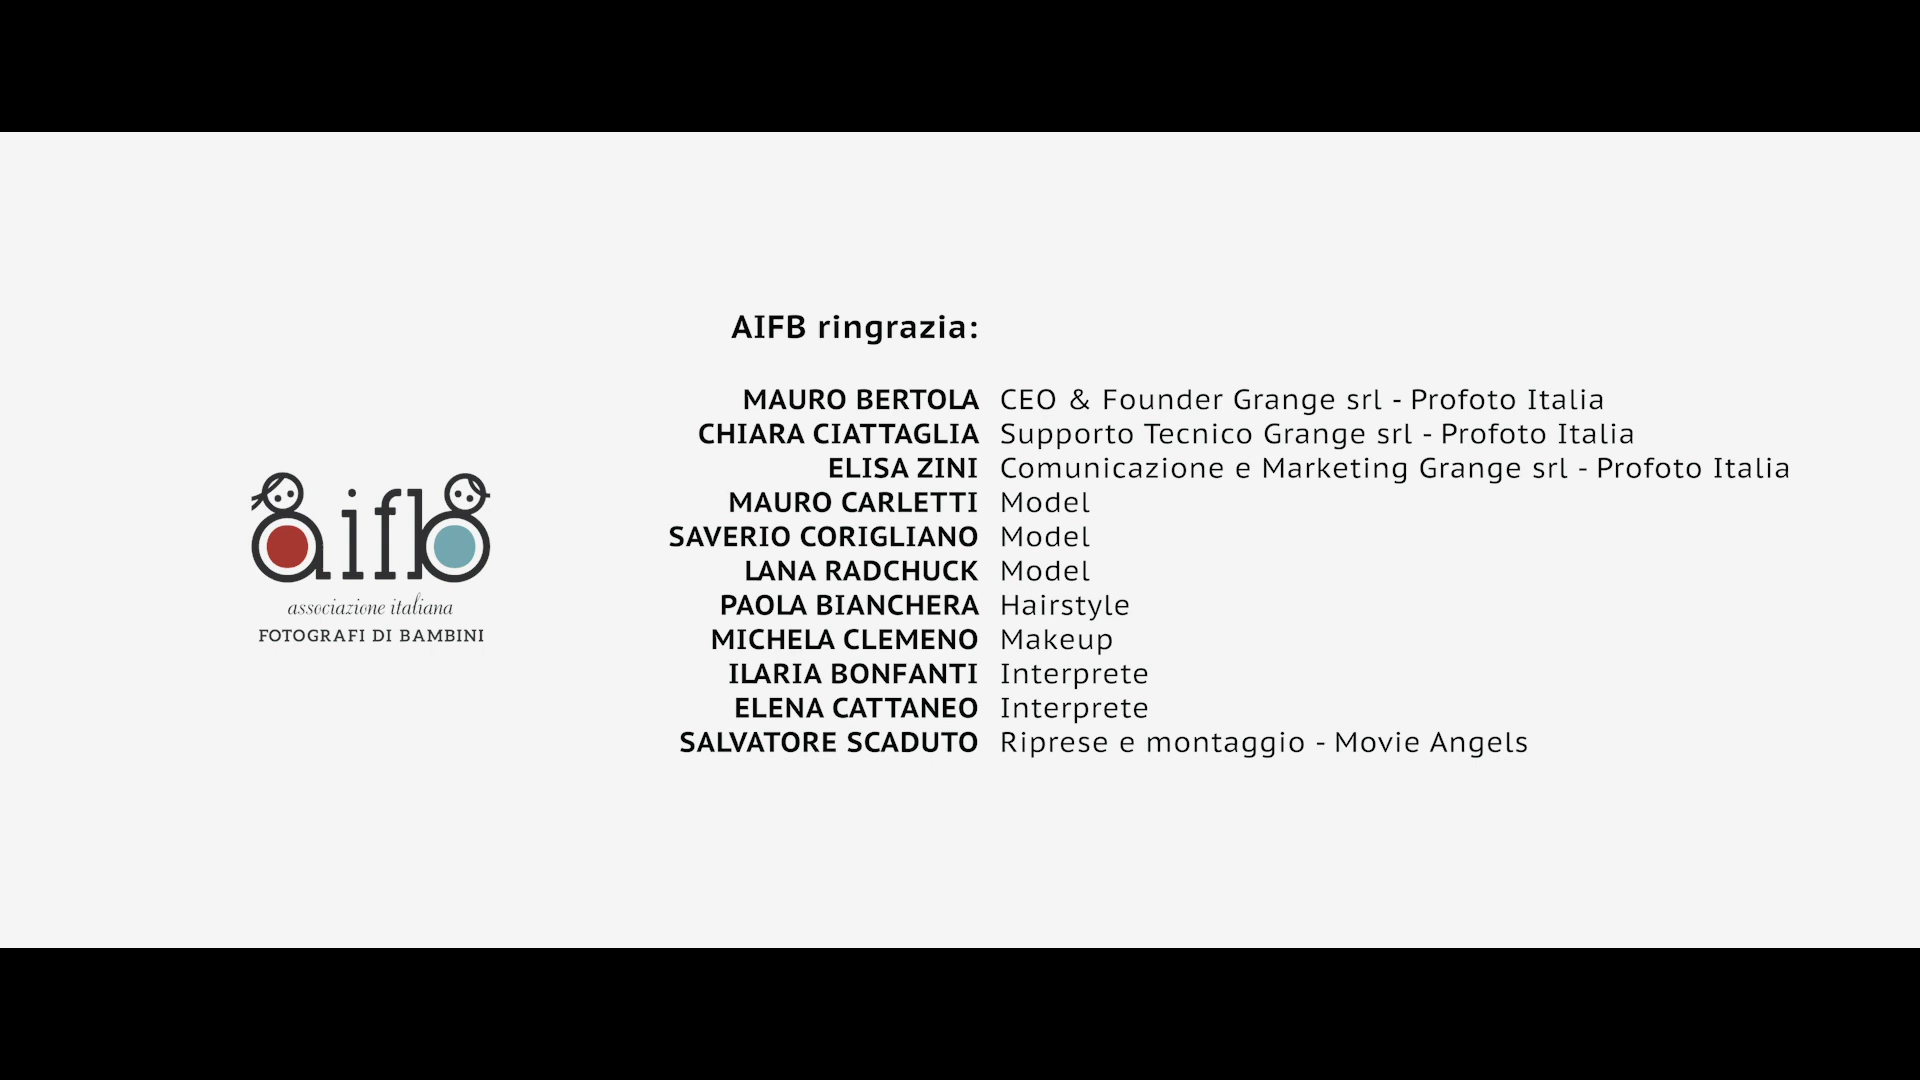 aifb
associazione italiana
FOTOGRAFI DI BAMBINI
AIFB ringrazia:
MAURO BERTOLA CEO & Founder Grange srl - Profoto Italia
CHIARA CIATTAGLIA Supporto Tecnico Grange srl - Profoto Italia
ELISA ZINI Comunicazione e Marketing Grange srl - Profoto Italia
MAURO CARLETTI Model
SAVERIO CORIGLIANO Model
LANA RADCHUCK Model
PAOLA BIANCHERA Hairstyle
MICHELA CLEMENO Makeup
ILARIA BONFANTI Interprete
ELENA CATTANEO Interprete
SALVATORE SCADUTO Riprese e montaggio - Movie Angels